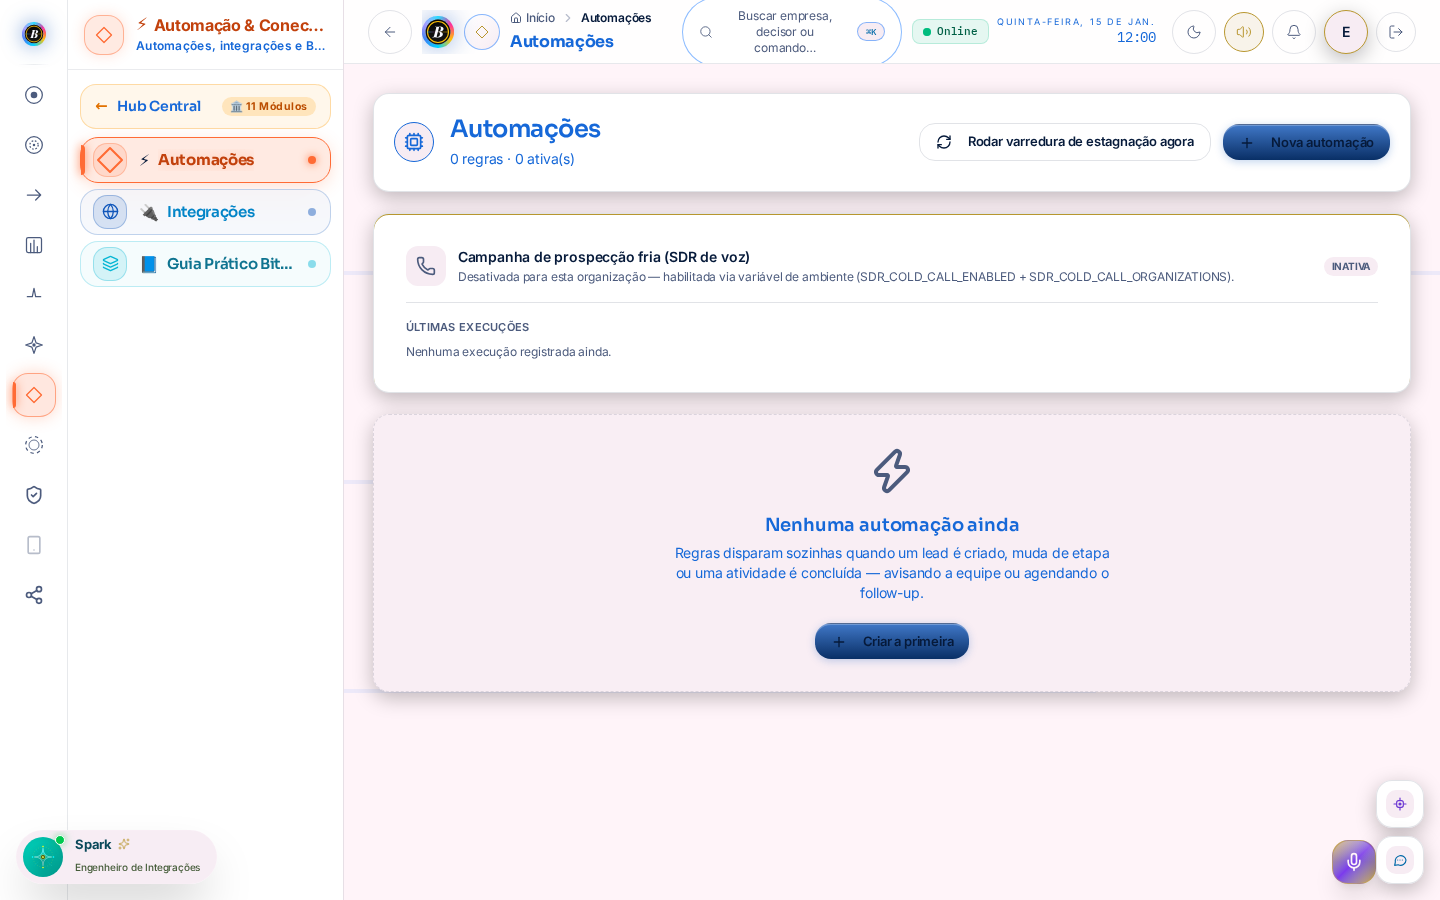 ⚡ Automação & Conec...
Automações, integrações e B...
← Hub Central
🏛️ 11 Módulos
⚡ Automações
🔌 Integrações
📘 Guia Prático Bit...
Spark
Engenheiro de Integrações
B
Início > Automações
Automações
Buscar empresa,
decisor ou
comando...
⌘K
Online
QUINTA-FEIRA, 15 DE JAN.
12:00
E
Automações
0 regras · 0 ativa(s)
Rodar varredura de estagnação agora
+ Nova automação
Campanha de prospecção fria (SDR de voz)
Desativada para esta organização — habilitada via variável de ambiente (SDR_COLD_CALL_ENABLED + SDR_COLD_CALL_ORGANIZATIONS).
INATIVA
ÚLTIMAS EXECUÇÕES
Nenhuma execução registrada ainda.
Nenhuma automação ainda
Regras disparam sozinhas quando um lead é criado, muda de etapa
ou uma atividade é concluída — avisando a equipe ou agendando o
follow-up.
+ Criar a primeira